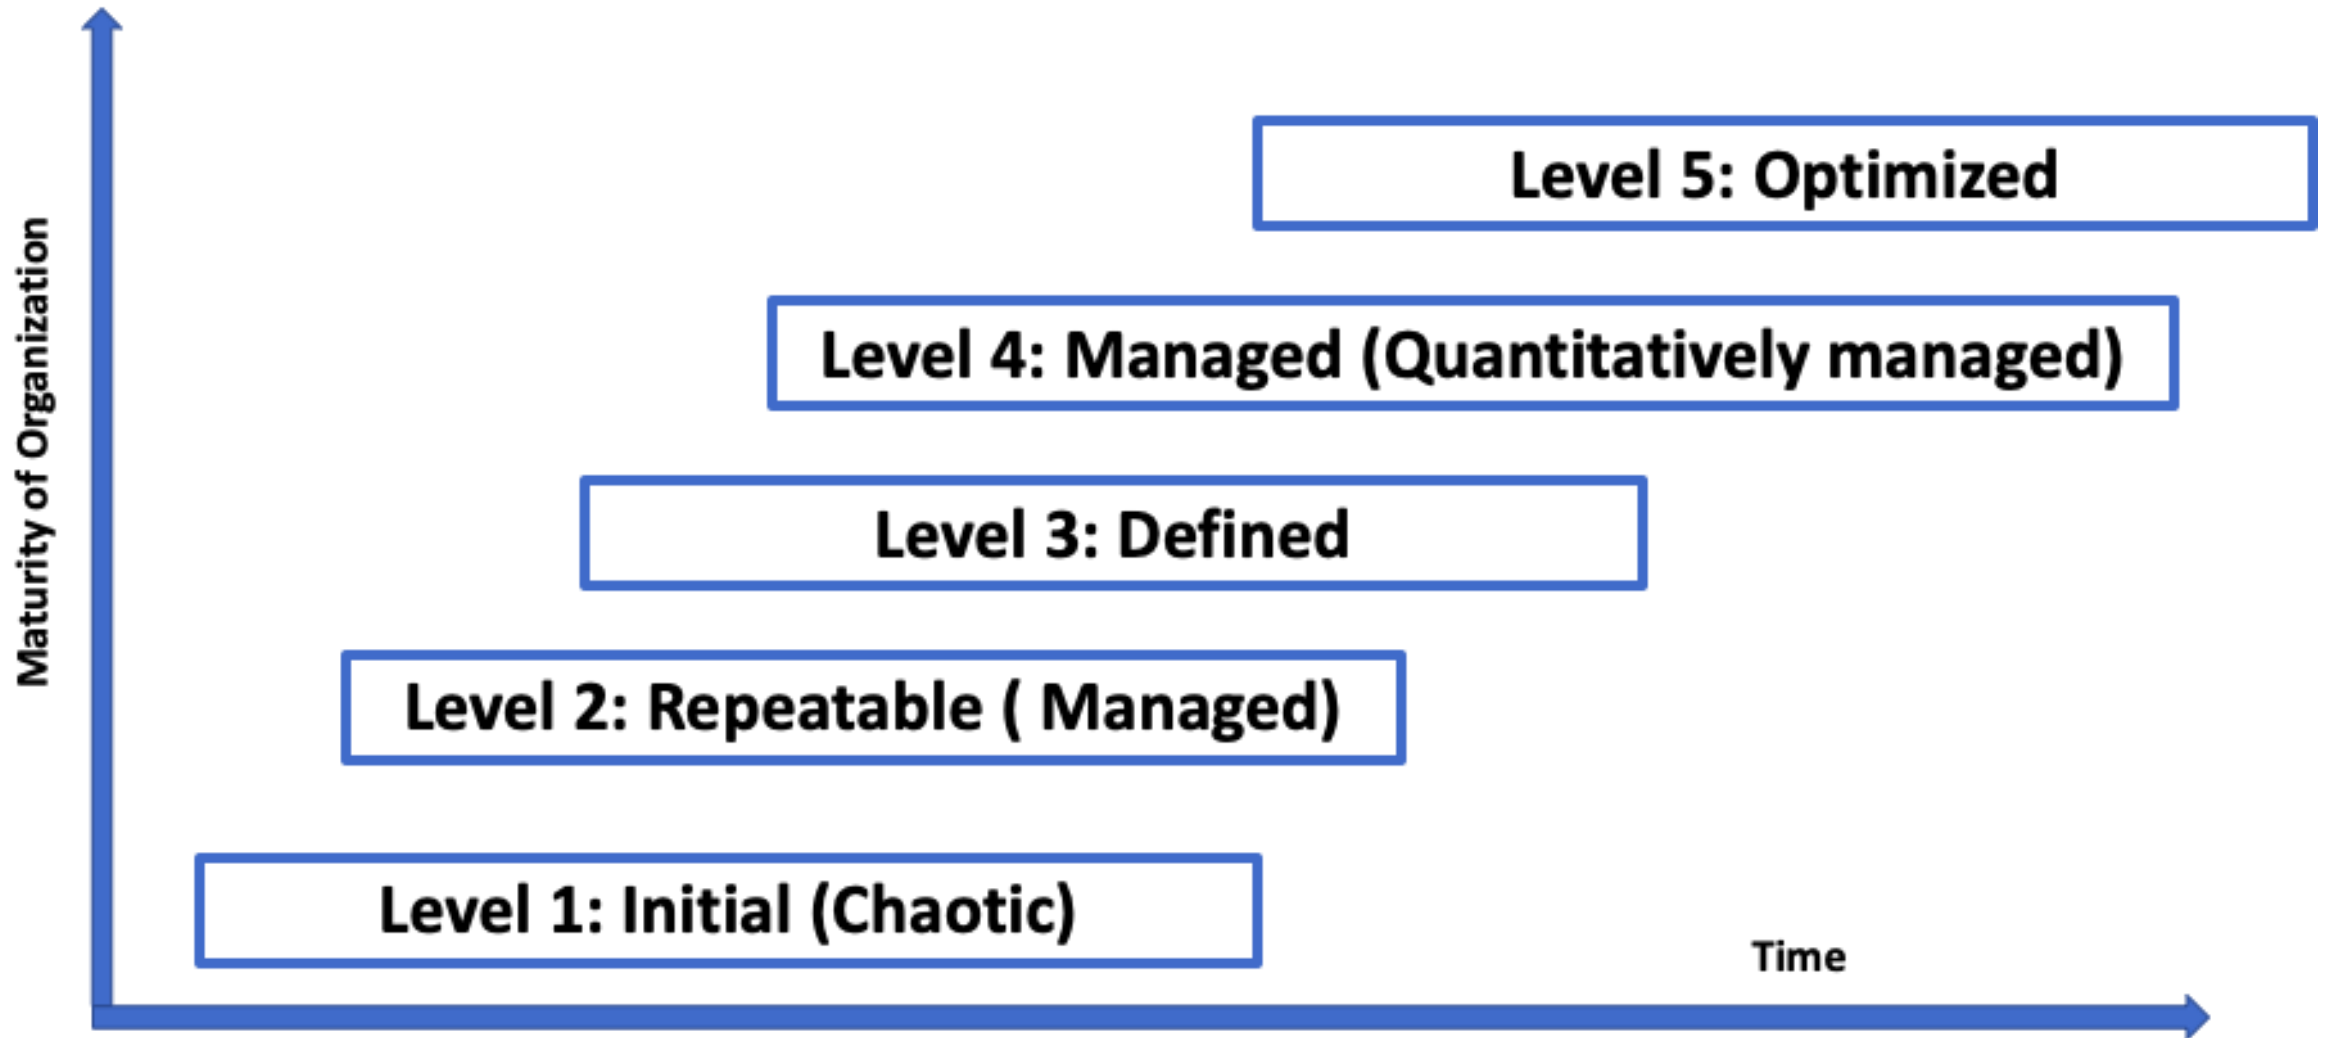 Maturity of Organization
Level 5: Optimized
Level 4: Managed (Quantitatively managed)
Level 3: Defined
Level 2: Repeatable ( Managed)
Level 1: Initial (Chaotic)
Time